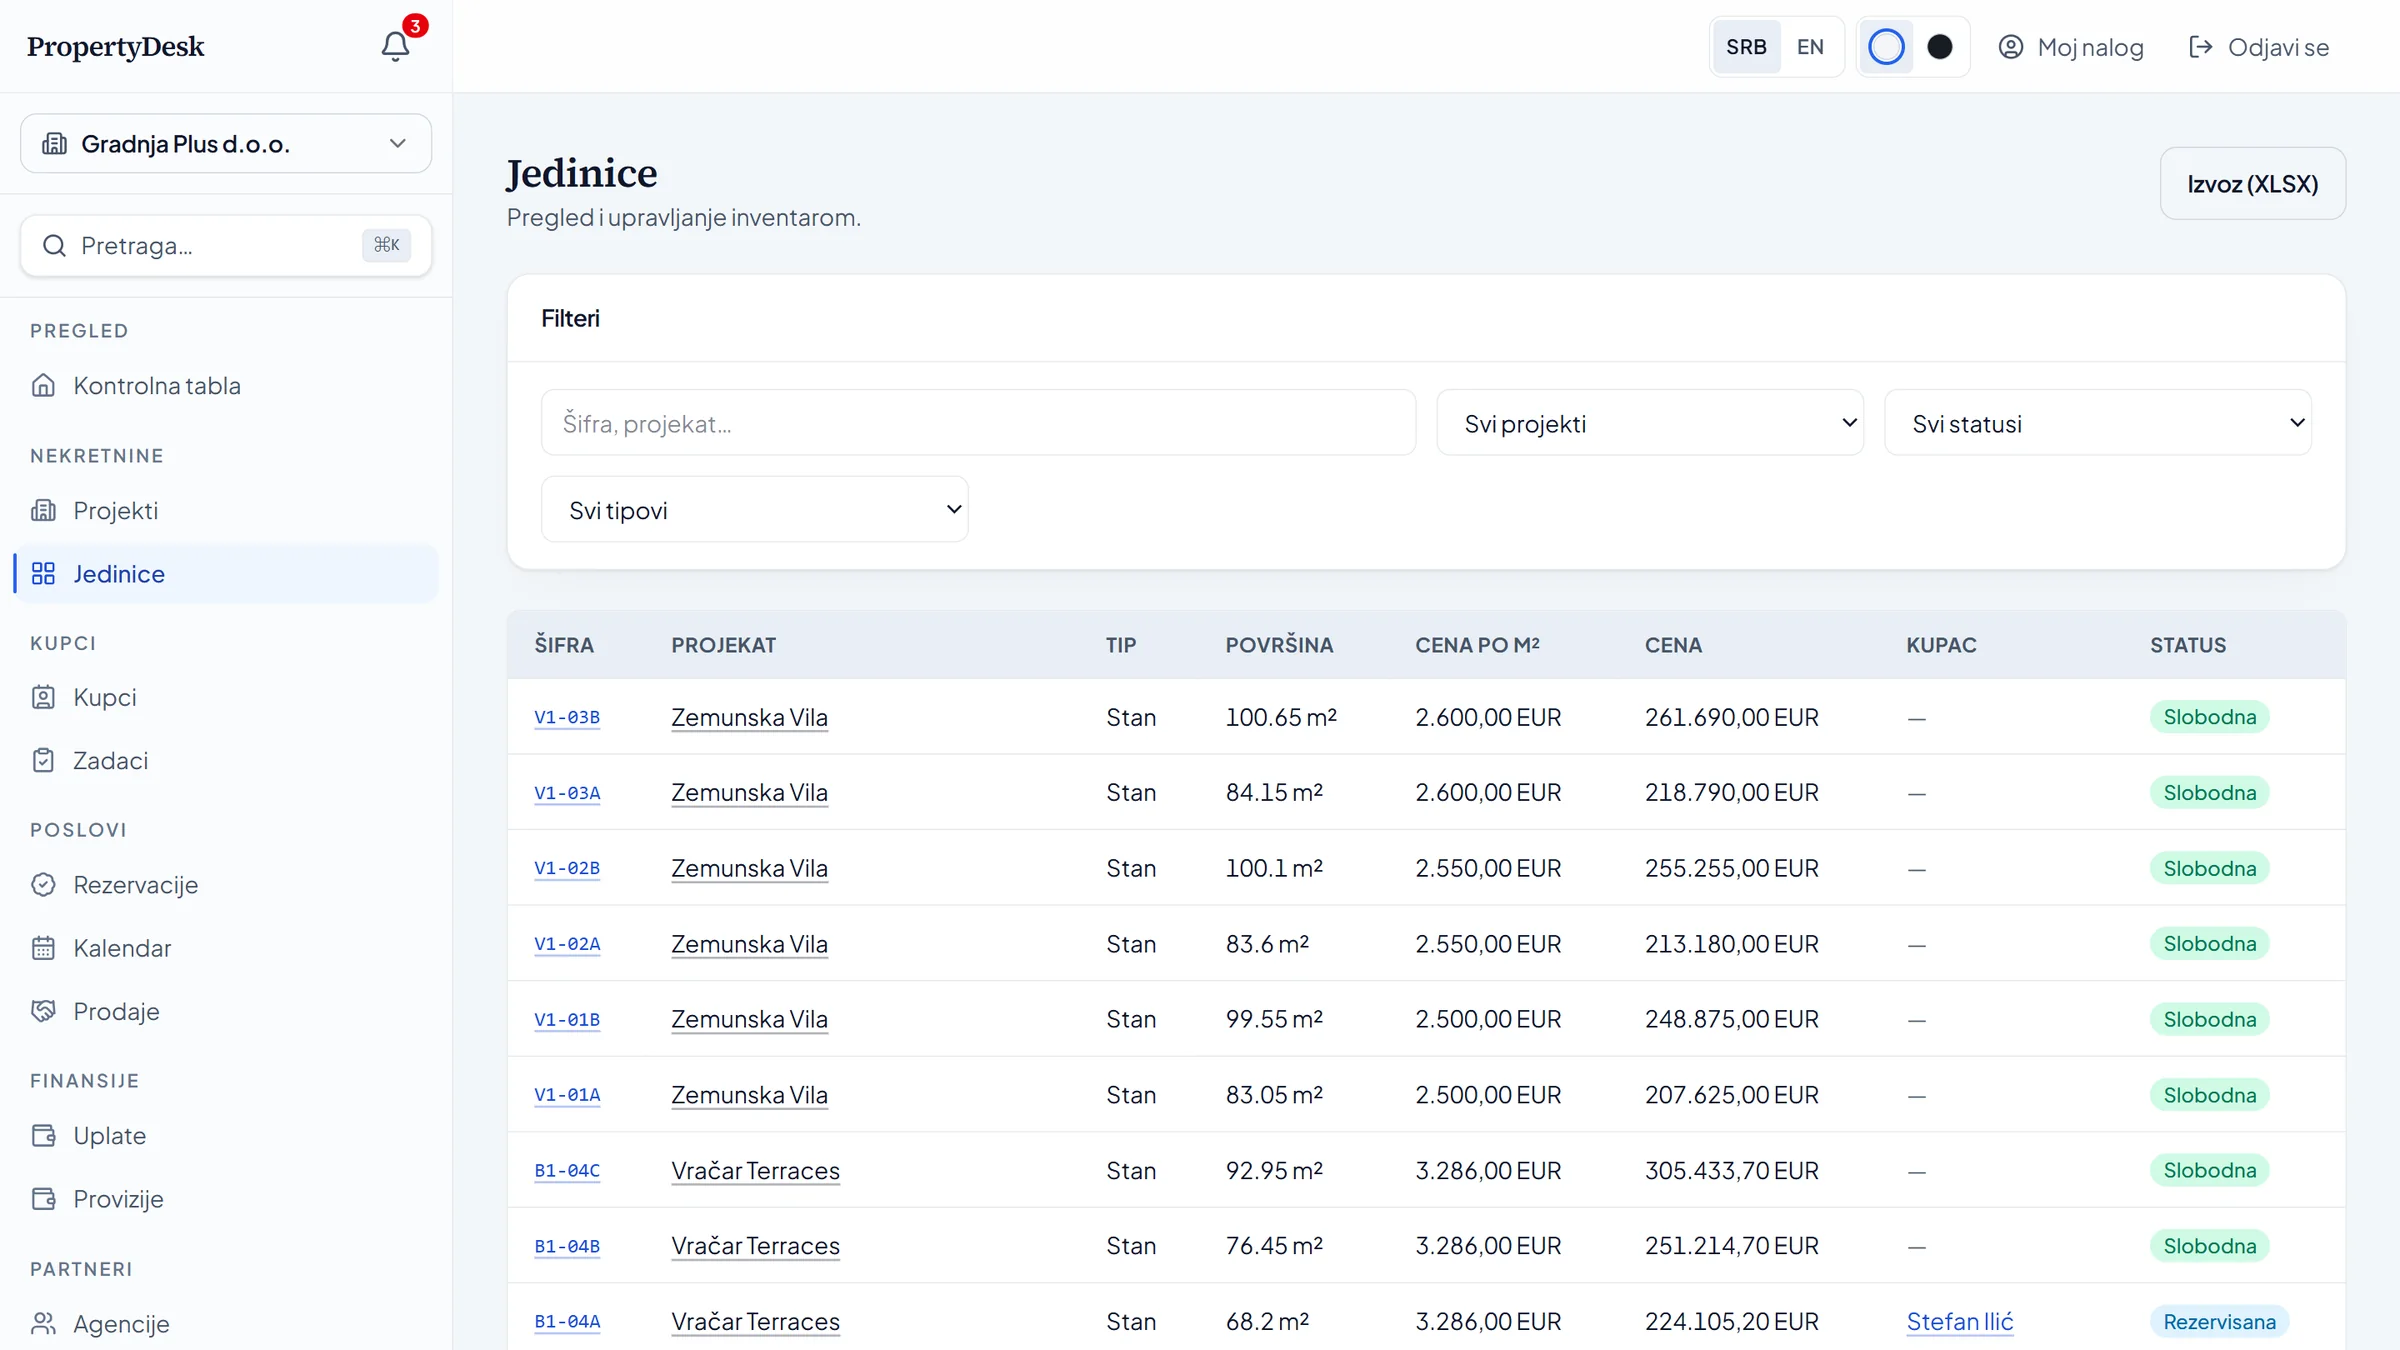 PropertyDesk
3
SRB EN
Moj nalog
Odjavi se
Gradnja Plus d.o.o.
Pretraga...
⌘K
PREGLED
Kontrolna tabla
NEKRETNINE
Projekti
Jedinice
KUPCI
Kupci
Zadaci
POSLOVI
Rezervacije
Kalendar
Prodaje
FINANSIJE
Uplate
Provizije
PARTNERI
Agencije
Jedinice
Pregled i upravljanje inventarom.
Izvoz (XLSX)
Filteri
Šifra, projekat...
Svi projekti
Svi statusi
Svi tipovi
ŠIFRA PROJEKAT TIP POVRŠINA CENA PO M² CENA KUPAC STATUS
V1-03B Zemunska Vila Stan 100.65 m² 2.600,00 EUR 261.690,00 EUR — Slobodna
V1-03A Zemunska Vila Stan 84.15 m² 2.600,00 EUR 218.790,00 EUR — Slobodna
V1-02B Zemunska Vila Stan 100.1 m² 2.550,00 EUR 255.255,00 EUR — Slobodna
V1-02A Zemunska Vila Stan 83.6 m² 2.550,00 EUR 213.180,00 EUR — Slobodna
V1-01B Zemunska Vila Stan 99.55 m² 2.500,00 EUR 248.875,00 EUR — Slobodna
V1-01A Zemunska Vila Stan 83.05 m² 2.500,00 EUR 207.625,00 EUR — Slobodna
B1-04C Vračar Terraces Stan 92.95 m² 3.286,00 EUR 305.433,70 EUR — Slobodna
B1-04B Vračar Terraces Stan 76.45 m² 3.286,00 EUR 251.214,70 EUR — Slobodna
B1-04A Vračar Terraces Stan 68.2 m² 3.286,00 EUR 224.105,20 EUR Stefan Ilić Rezervisana